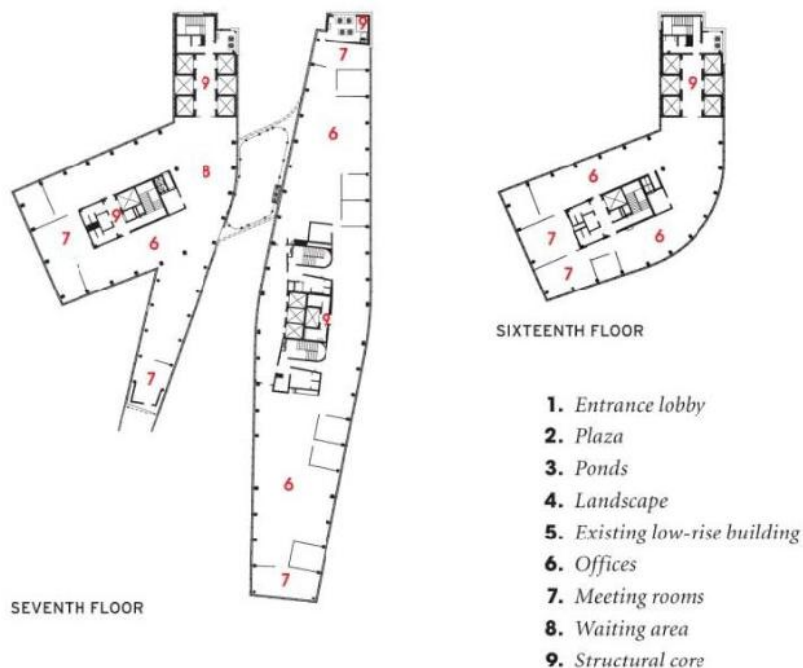 9
7
9
9
6
8
6
9
7
6
7
7
6
9
7
SIXTEENTH FLOOR
7
6
7
SEVENTH FLOOR
1. Entrance lobby
2. Plaza
3. Ponds
4. Landscape
5. Existing low-rise building
6. Offices
7. Meeting rooms
8. Waiting area
9. Structural core